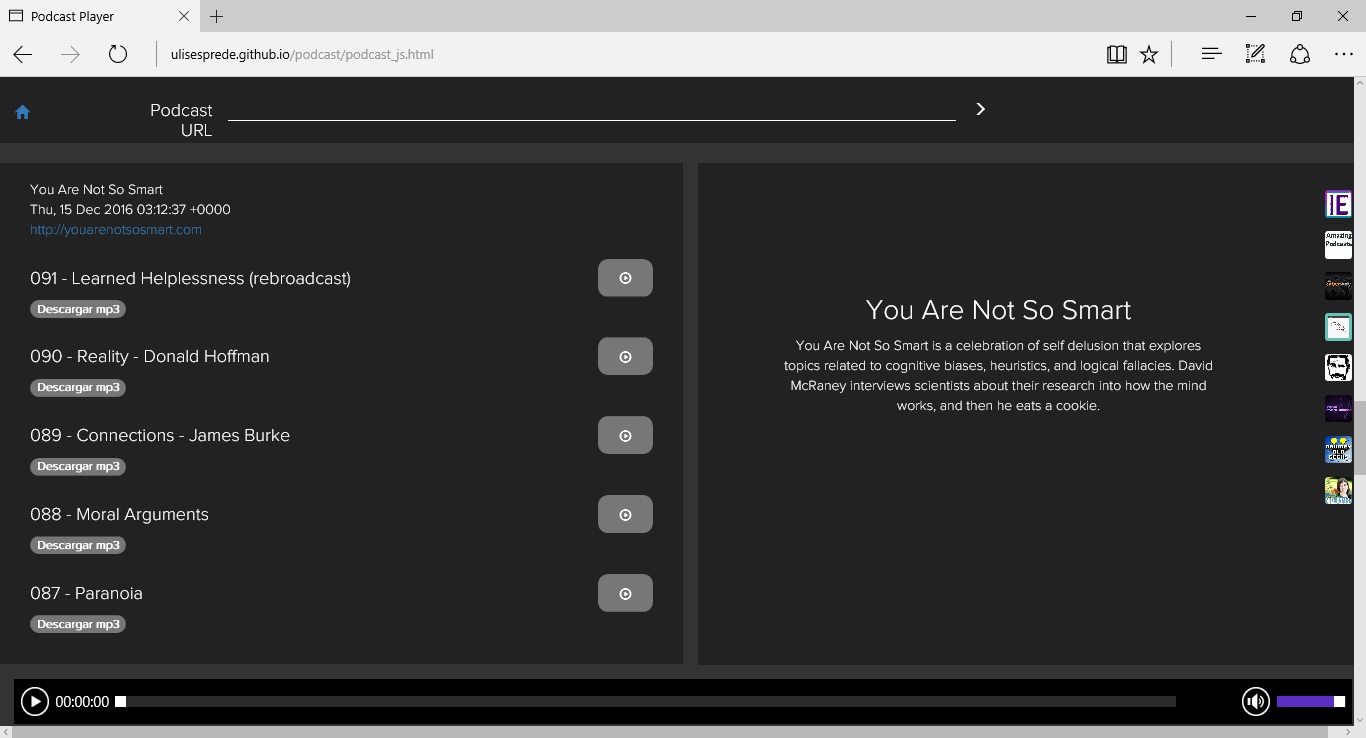 Podcast Player
ulisesprede.github.io/podcast/podcast_js.html
Podcast
URL
You Are Not So Smart
Thu, 15 Dec 2016 03:12:37 +0000
http://youarenotsosmart.com
091 - Learned Helplessness (rebroadcast)
Descargar mp3
090 - Reality - Donald Hoffman
Descargar mp3
089 - Connections - James Burke
Descargar mp3
088 - Moral Arguments
Descargar mp3
087 - Paranoia
Descargar mp3
You Are Not So Smart
You Are Not So Smart is a celebration of self delusion that explores
topics related to cognitive biases, heuristics, and logical fallacies. David
McRaney interviews scientists about their research into how the mind
works, and then he eats a cookie.
IE
Amazing
Podcasts
00:00:00